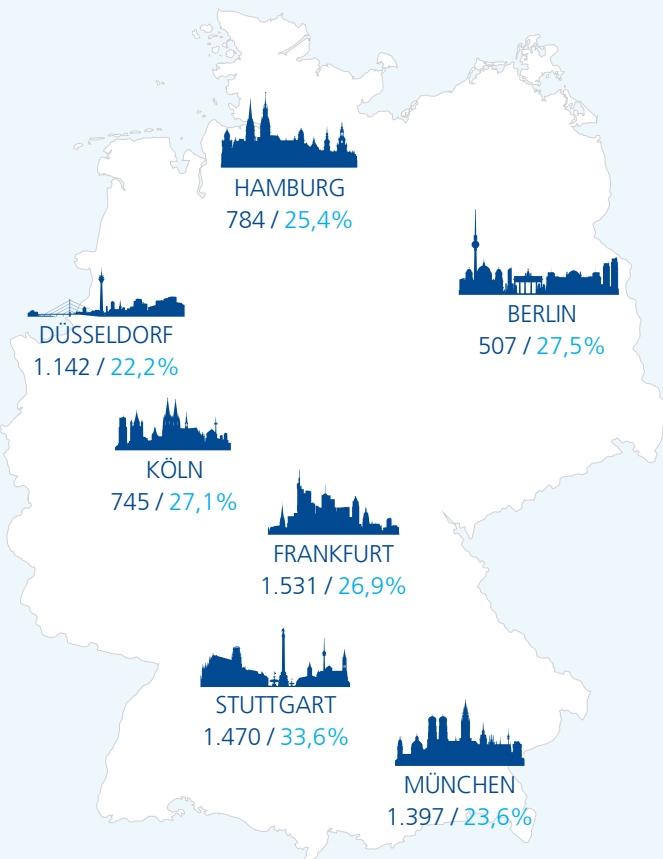 HAMBURG
784 / 25,4%
BERLIN
507 / 27,5%
DÜSSELDORF
1.142 / 22,2%
KÖLN
745 / 27,1%
FRANKFURT
1.531 / 26,9%
STUTTGART
1.470 / 33,6%
MÜNCHEN
1.397 / 23,6%